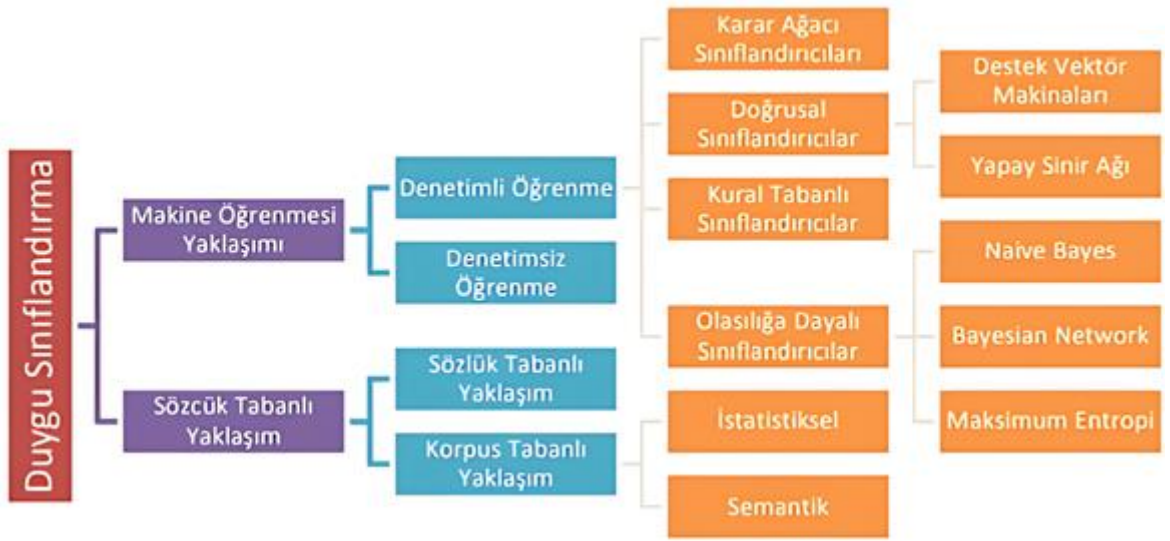 Duygu Sınıflandırma
Makine Öğrenmesi
Yaklaşımı
Sözcük Tabanlı
Yaklaşım
Denetimli Öğrenme
Denetimsiz
Öğrenme
Sözlük Tabanlı
Yaklaşım
Korpus Tabanlı
Yaklaşım
Karar Ağacı
Sınıflandırıcıları
Doğrusal
Sınıflandırıcılar
Kural Tabanlı
Sınıflandırıcılar
Olasılığa Dayalı
Sınıflandırıcılar
İstatistiksel
Semantik
Destek Vektör
Makinaları
Yapay Sinir Ağı
Naive Bayes
Bayesian Network
Maksimum Entropi